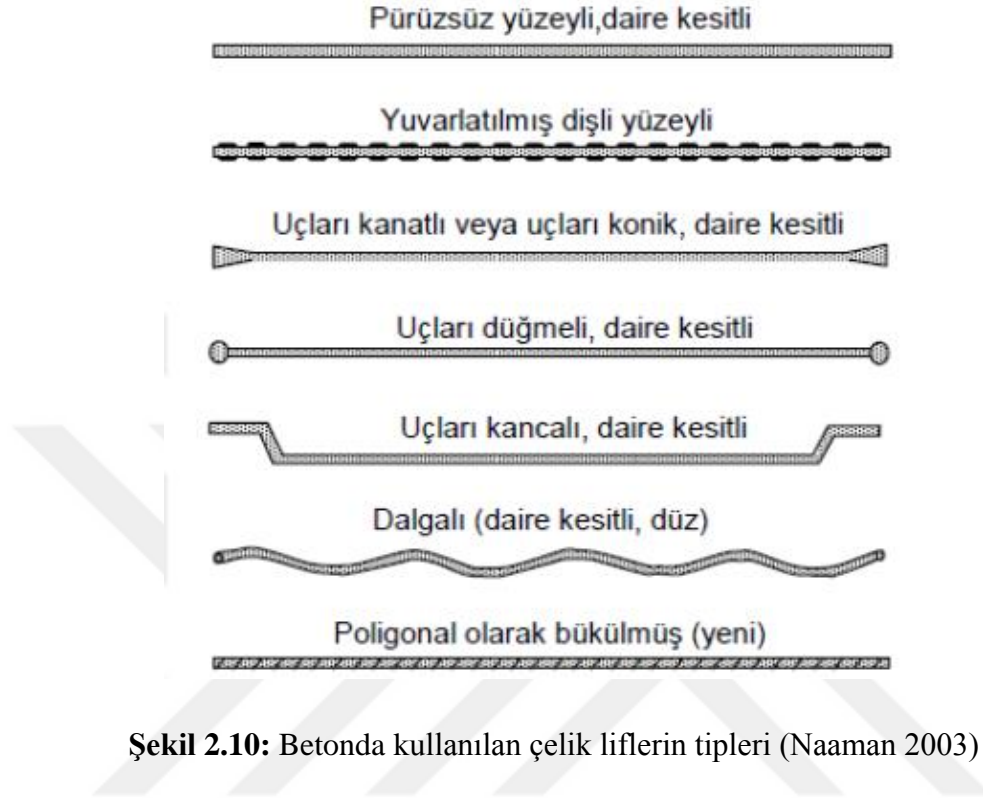 Pürüzsüz yüzeyli,daire kesitli
Yuvarlatılmış dişli yüzeyli
Uçları kanatlı veya uçları konik, daire kesitli
Uçları düğmeli, daire kesitli
Uçları kancalı, daire kesitli
Dalgalı (daire kesitli, düz)
Poligonal olarak bükülmüş (yeni)
Şekil 2.10: Betonda kullanılan çelik liflerin tipleri (Naaman 2003)